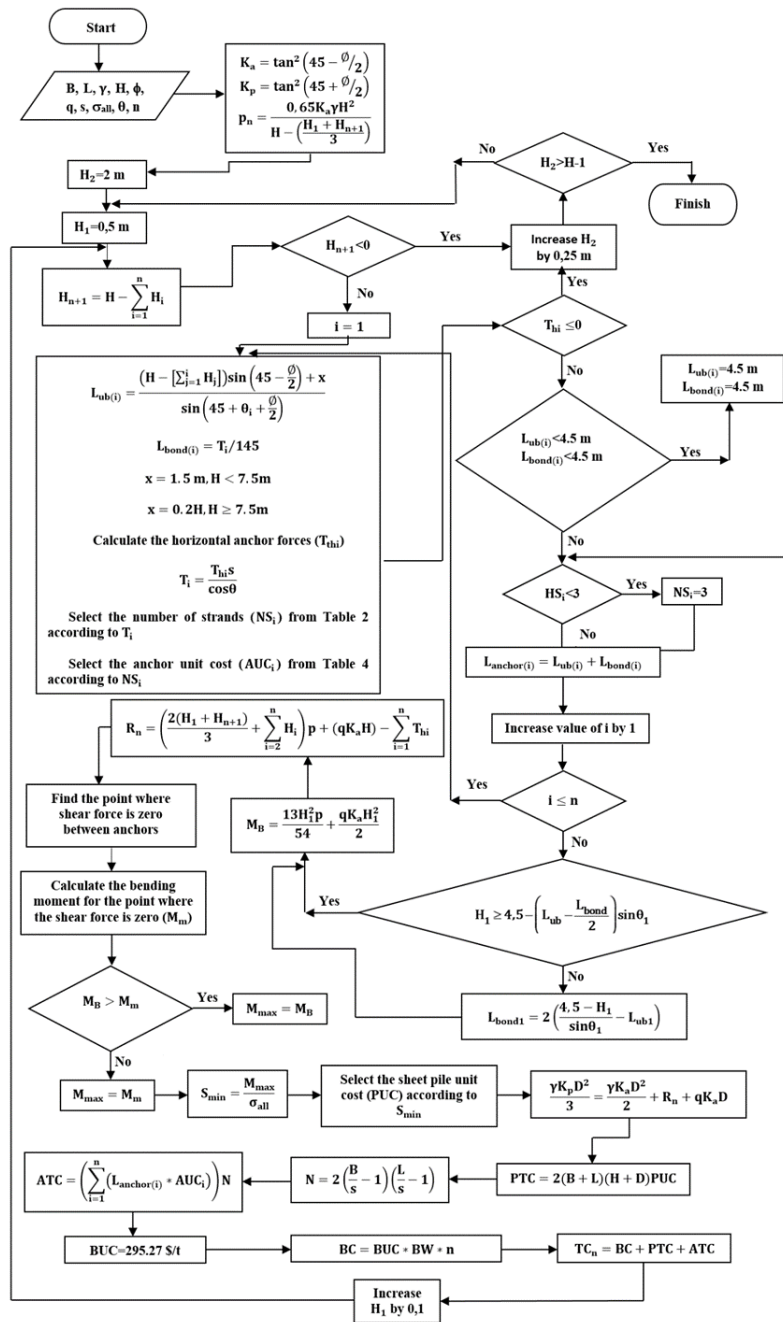 Start
B, L, γ, H, ϕ,
q, s, σall, θ, n
Ka = tan² (45 − ∅/2)
Kp = tan² (45 + ∅/2)
pn = 0,65KaγH² / H − ((H1 + Hn+1)/3)
H2=2 m
H1=0,5 m
Hn+1 = H − ∑(i=1 to n) Hi
Hn+1<0
Yes
No
i = 1
No
H2>H-1
Yes
Finish
Increase H2
by 0,25 m
Yes
Thi ≤0
No
Lub(i) = (H − [∑(j=1 to i) Hj])sin (45 − ∅/2) + x / sin (45 + θi + ∅/2)
Lbond(i) = Ti/145
x = 1.5 m, H < 7.5m
x = 0.2H, H ≥ 7.5m
Calculate the horizontal anchor forces (Tthi)
Ti = This / cosθ
Select the number of strands (NSi) from Table 2
according to Ti
Select the anchor unit cost (AUCi) from Table 4
according to NSi
Lub(i)<4.5 m
Lbond(i)<4.5 m
Yes
Lub(i)=4.5 m
Lbond(i)=4.5 m
No
HSi<3
Yes
NSi=3
No
Lanchor(i) = Lub(i) + Lbond(i)
Increase value of i by 1
i ≤ n
Yes
No
H1 ≥ 4,5 − (Lub − Lbond/2) sinθ1
Yes
No
Lbond1 = 2 ((4,5 − H1)/sinθ1 − Lub1)
MB = 13H1²p/54 + qKaH1²/2
Rn = (2(H1 + Hn+1)/3 + ∑(i=2 to n) Hi) p + (qKaH) − ∑(i=1 to n) Thi
Find the point where
shear force is zero
between anchors
Calculate the bending
moment for the point where
the shear force is zero (Mm)
MB > Mm
Yes
Mmax = MB
No
Mmax = Mm
Smin = Mmax/σall
Select the sheet pile unit
cost (PUC) according to
Smin
γKpD²/3 = γKaD²/2 + Rn + qKaD
PTC = 2(B + L)(H + D)PUC
N = 2 (B/s − 1) (L/s − 1)
ATC = (∑(i=1 to n) (Lanchor(i) * AUCi)) N
BUC=295.27 $/t
BC = BUC * BW * n
TCn = BC + PTC + ATC
Increase
H1 by 0,1